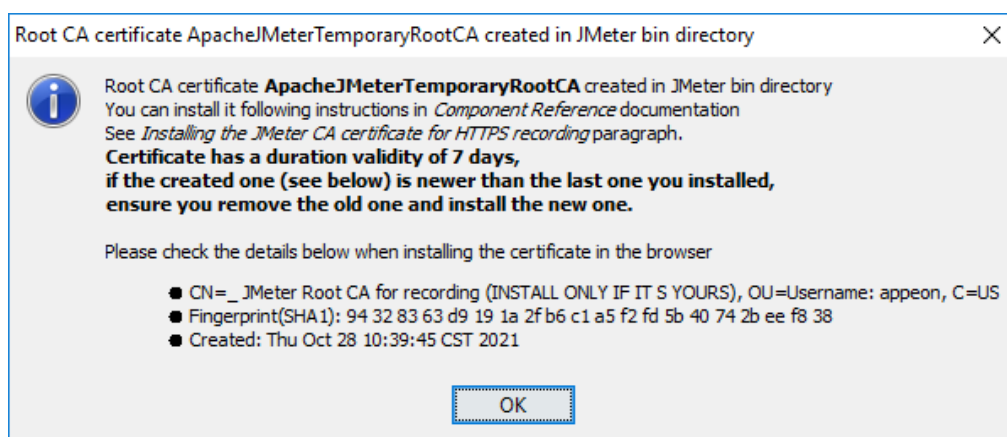 Root CA certificate ApacheJMeterTemporaryRootCA created in JMeter bin directory
Root CA certificate ApacheJMeterTemporaryRootCA created in JMeter bin directory
You can install it following instructions in Component Reference documentation
See Installing the JMeter CA certificate for HTTPS recording paragraph.
Certificate has a duration validity of 7 days,
if the created one (see below) is newer than the last one you installed,
ensure you remove the old one and install the new one.
Please check the details below when installing the certificate in the browser
● CN=_ JMeter Root CA for recording (INSTALL ONLY IF IT S YOURS), OU=Username: appeon, C=US
● Fingerprint(SHA1): 94 32 83 63 d9 19 1a 2f b6 c1 a5 f2 fd 5b 40 74 2b ee f8 38
● Created: Thu Oct 28 10:39:45 CST 2021
OK